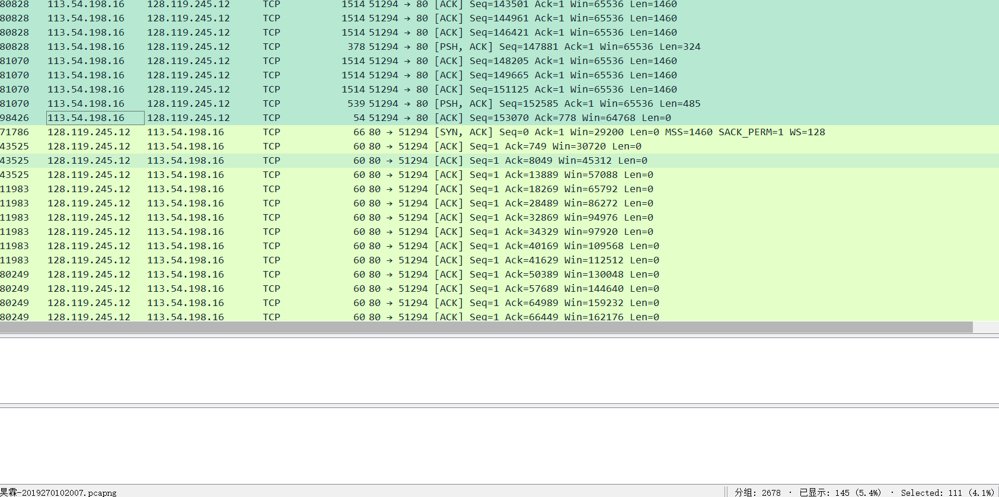 80828 113.54.198.16 128.119.245.12 TCP 1514 51294 → 80 [ACK] Seq=143501 Ack=1 Win=65536 Len=1460
80828 113.54.198.16 128.119.245.12 TCP 1514 51294 → 80 [ACK] Seq=144961 Ack=1 Win=65536 Len=1460
80828 113.54.198.16 128.119.245.12 TCP 1514 51294 → 80 [ACK] Seq=146421 Ack=1 Win=65536 Len=1460
80828 113.54.198.16 128.119.245.12 TCP 378 51294 → 80 [PSH, ACK] Seq=147881 Ack=1 Win=65536 Len=324
81070 113.54.198.16 128.119.245.12 TCP 1514 51294 → 80 [ACK] Seq=148205 Ack=1 Win=65536 Len=1460
81070 113.54.198.16 128.119.245.12 TCP 1514 51294 → 80 [ACK] Seq=149665 Ack=1 Win=65536 Len=1460
81070 113.54.198.16 128.119.245.12 TCP 1514 51294 → 80 [ACK] Seq=151125 Ack=1 Win=65536 Len=1460
81070 113.54.198.16 128.119.245.12 TCP 539 51294 → 80 [PSH, ACK] Seq=152585 Ack=1 Win=65536 Len=485
98426 113.54.198.16 128.119.245.12 TCP 54 51294 → 80 [ACK] Seq=153070 Ack=778 Win=64768 Len=0
71786 128.119.245.12 113.54.198.16 TCP 66 80 → 51294 [SYN, ACK] Seq=0 Ack=1 Win=29200 Len=0 MSS=1460 SACK_PERM=1 WS=128
43525 128.119.245.12 113.54.198.16 TCP 60 80 → 51294 [ACK] Seq=1 Ack=749 Win=30720 Len=0
43525 128.119.245.12 113.54.198.16 TCP 60 80 → 51294 [ACK] Seq=1 Ack=8049 Win=45312 Len=0
43525 128.119.245.12 113.54.198.16 TCP 60 80 → 51294 [ACK] Seq=1 Ack=13889 Win=57088 Len=0
11983 128.119.245.12 113.54.198.16 TCP 60 80 → 51294 [ACK] Seq=1 Ack=18269 Win=65792 Len=0
11983 128.119.245.12 113.54.198.16 TCP 60 80 → 51294 [ACK] Seq=1 Ack=28489 Win=86272 Len=0
11983 128.119.245.12 113.54.198.16 TCP 60 80 → 51294 [ACK] Seq=1 Ack=32869 Win=94976 Len=0
11983 128.119.245.12 113.54.198.16 TCP 60 80 → 51294 [ACK] Seq=1 Ack=34329 Win=97920 Len=0
11983 128.119.245.12 113.54.198.16 TCP 60 80 → 51294 [ACK] Seq=1 Ack=40169 Win=109568 Len=0
11983 128.119.245.12 113.54.198.16 TCP 60 80 → 51294 [ACK] Seq=1 Ack=41629 Win=112512 Len=0
80249 128.119.245.12 113.54.198.16 TCP 60 80 → 51294 [ACK] Seq=1 Ack=50389 Win=130048 Len=0
80249 128.119.245.12 113.54.198.16 TCP 60 80 → 51294 [ACK] Seq=1 Ack=57689 Win=144640 Len=0
80249 128.119.245.12 113.54.198.16 TCP 60 80 → 51294 [ACK] Seq=1 Ack=64989 Win=159232 Len=0
80249 128.119.245.12 113.54.198.16 TCP 60 80 → 51294 [ACK] Seq=1 Ack=66449 Win=162176 Len=0
昊霖-2019270102007.pcapng 分组: 2678 · 已显示: 145 (5.4%) · Selected: 111 (4.1%)